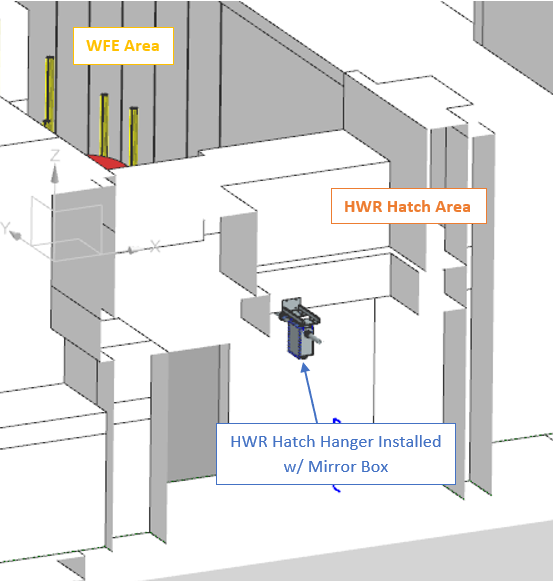 WFE Area
Z
HWR Hatch Area
Y
X
HWR Hatch Hanger Installed
w/ Mirror Box